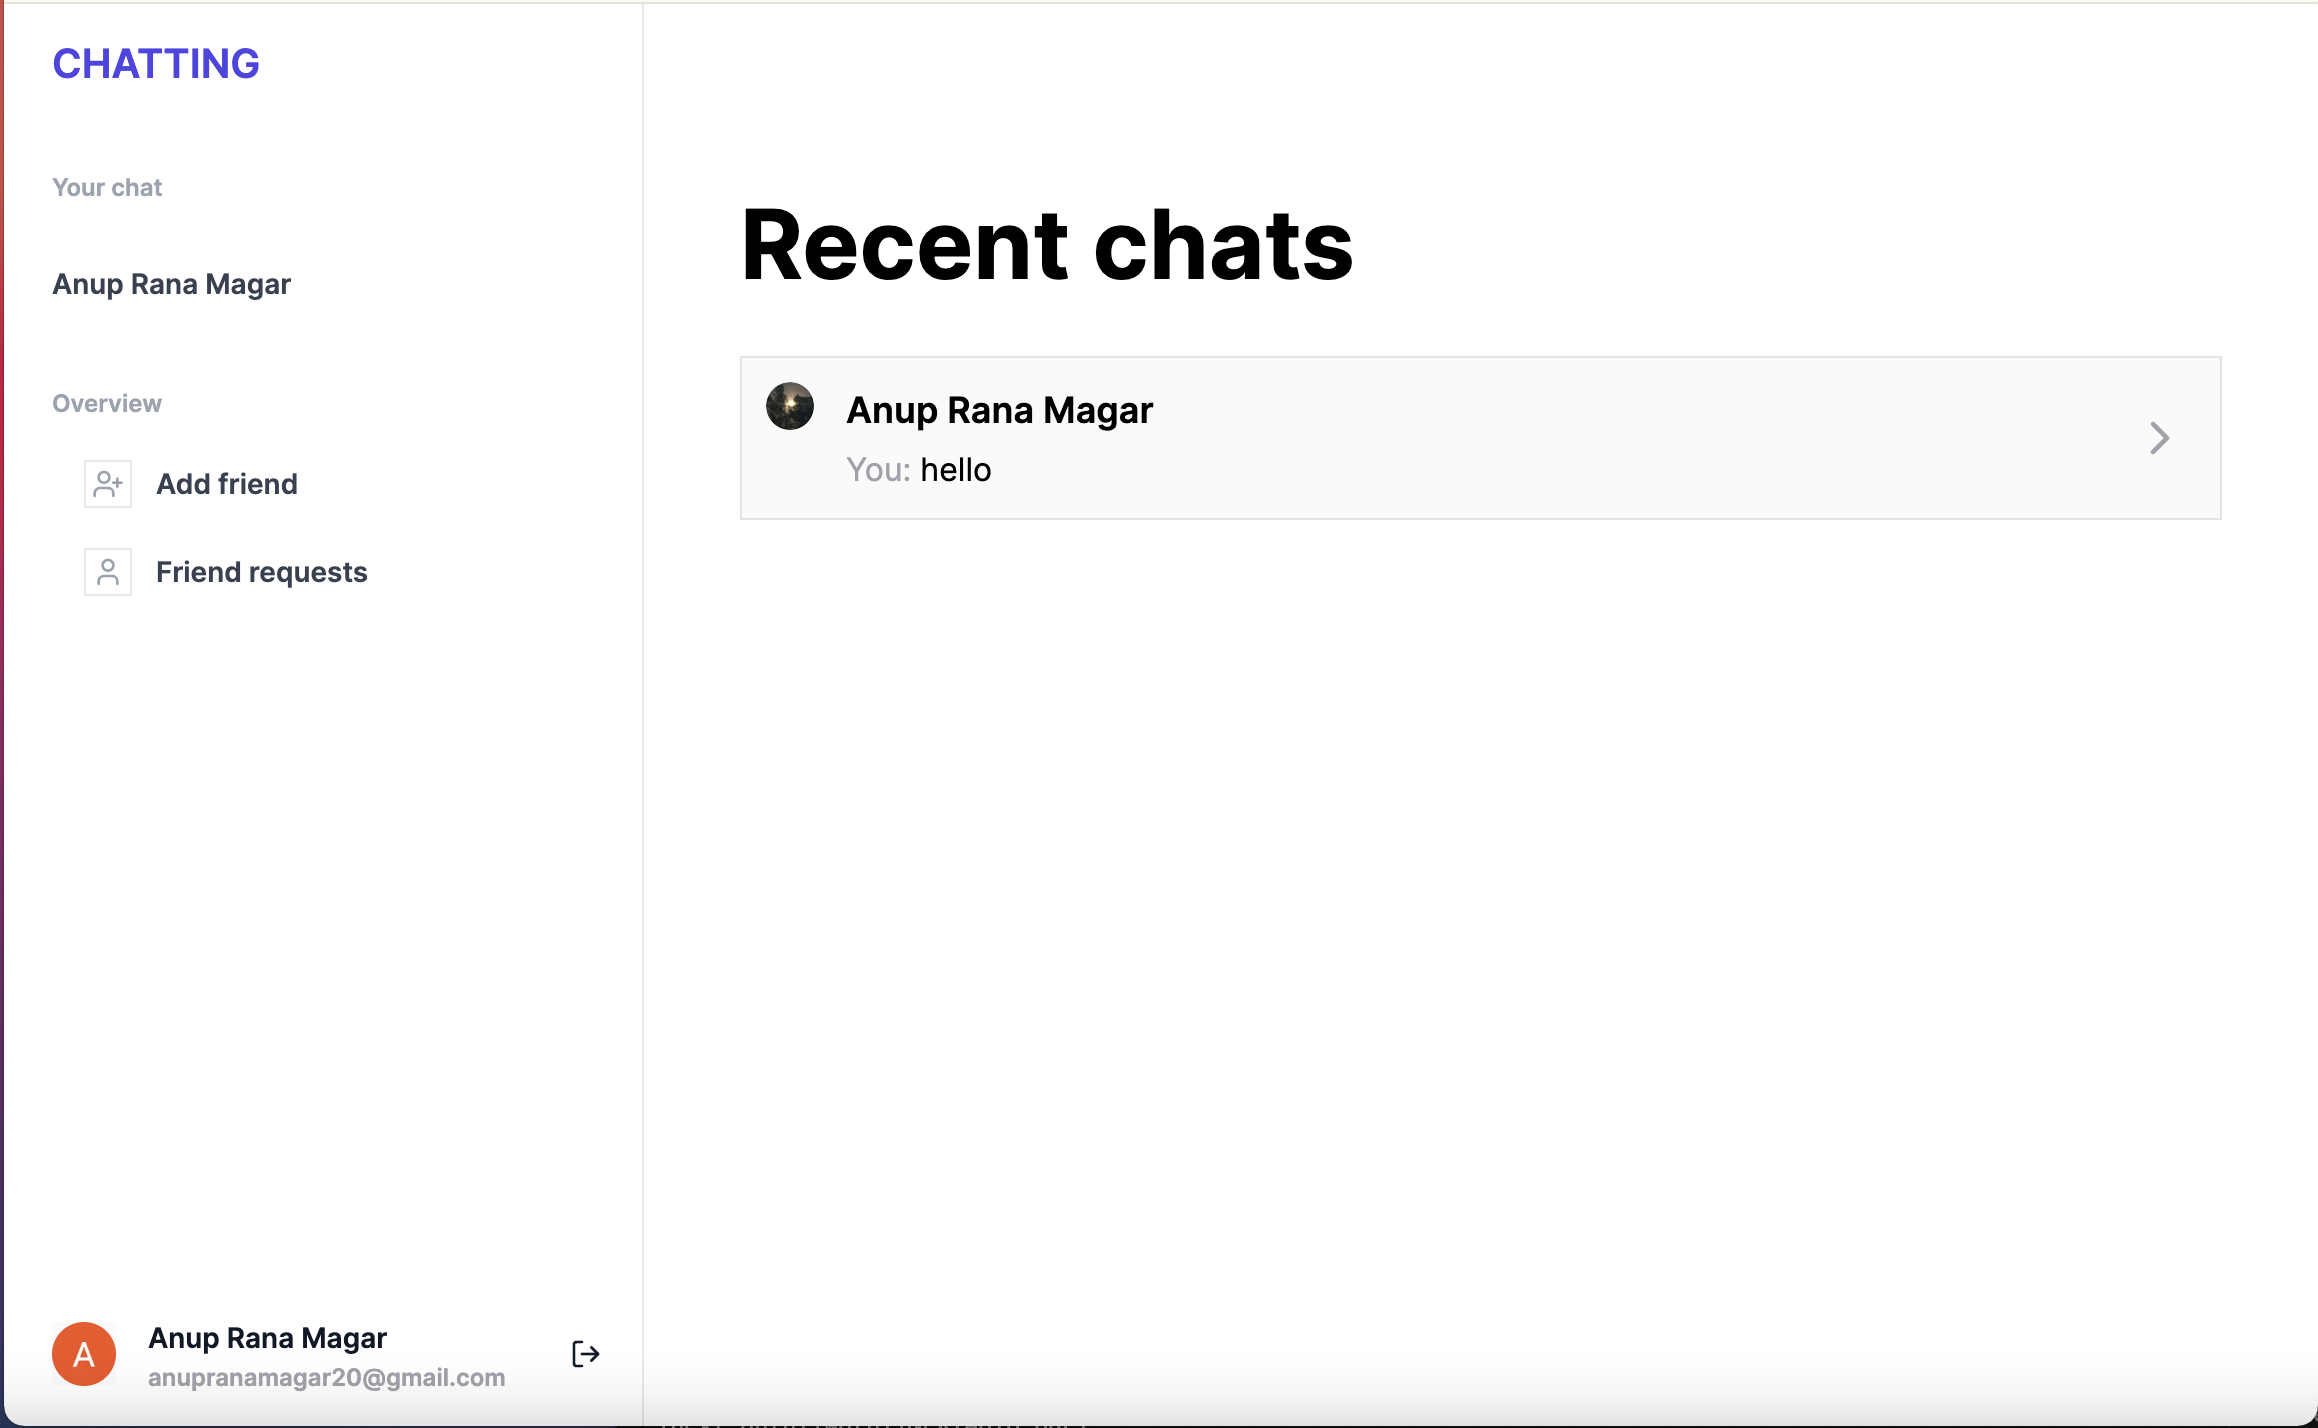 CHATTING
Your chat
Anup Rana Magar
Overview
Add friend
Friend requests
A
Anup Rana Magar
anupranamagar20@gmail.com
Recent chats
Anup Rana Magar
You: hello